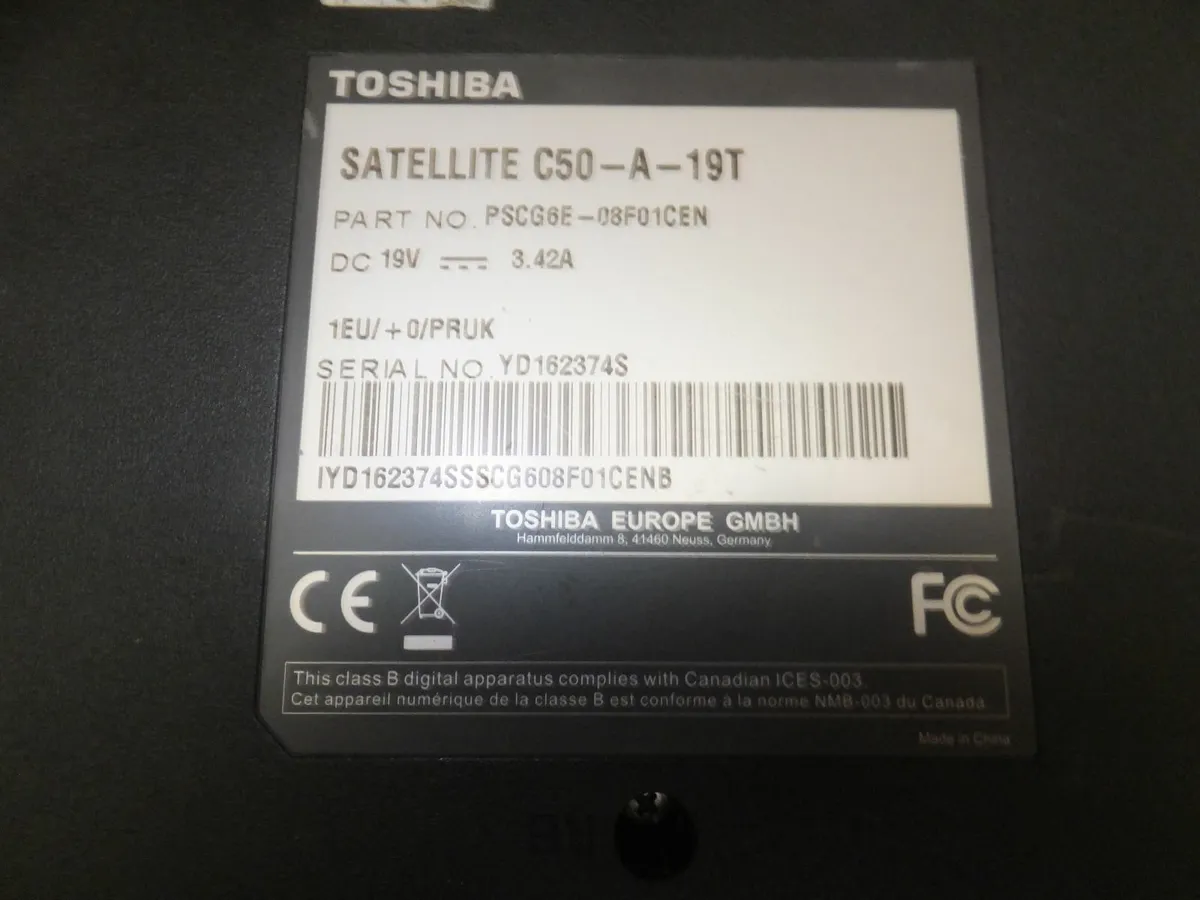 TOSHIBA
SATELLITE C50-A-19T
PART NO. PSCG6E-08F01CEN
DC 19V 3.42A
1EU/+0/PRUK
SERIAL NO. YD162374S
IYD162374SSSCG608F01CENB
TOSHIBA EUROPE GMBH
Hammfelddamm 8, 41460 Neuss, Germany
CE
FC
This class B digital apparatus complies with Canadian ICES-003.
Cet appareil numérique de la classe B est conforme à la norme NMB-003 du Canada
Made in China